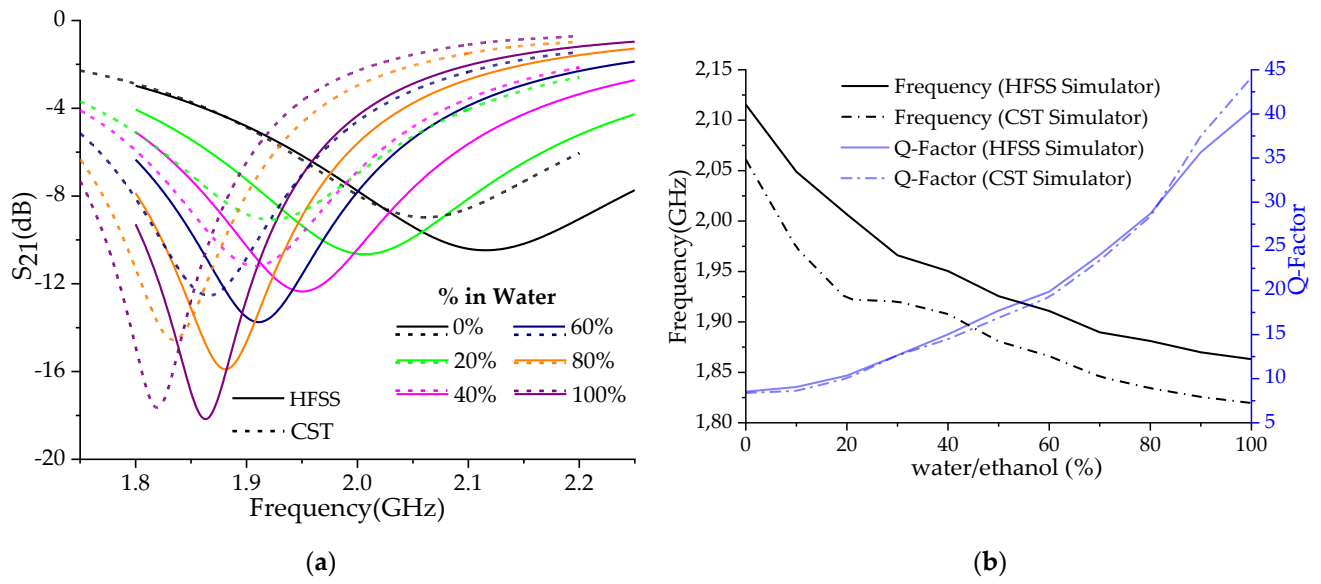 0
-4
-8
-12
-16
-20
S21(dB)
1.8
1.9
2.0
2.1
2.2
Frequency(GHz)
% in Water
0%
20%
40%
60%
80%
100%
HFSS
CST
(a)
2,15
2,10
2,05
2,00
1,95
1,90
1,85
1,80
Frequency(GHz)
Frequency (HFSS Simulator)
Frequency (CST Simulator)
Q-Factor (HFSS Simulator)
Q-Factor (CST Simulator)
45
40
35
30
25
20
15
10
5
Q-Factor
0
20
40
60
80
100
water/ethanol (%)
(b)